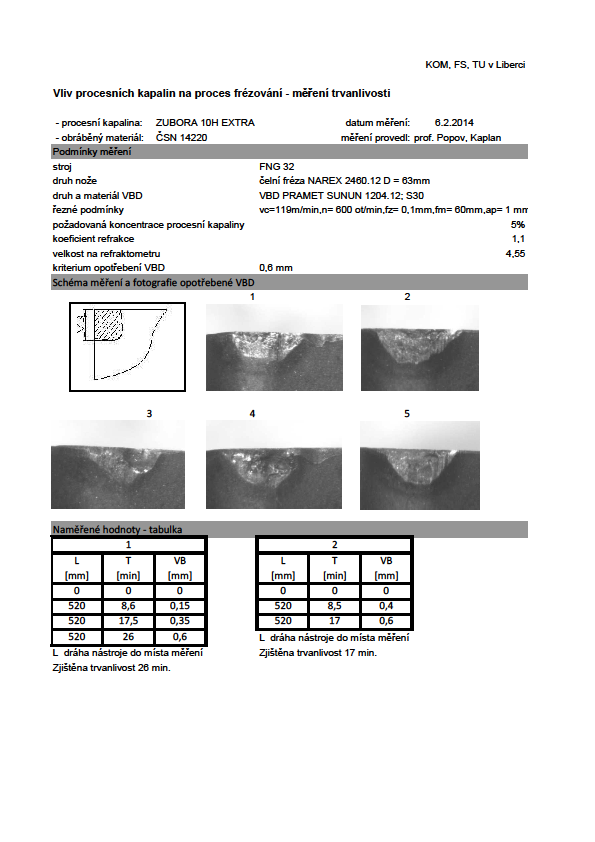 KOM, FS, TU v Liberci
Vliv procesních kapalin na proces frézování - měření trvanlivosti
- procesní kapalina: ZUBORA 10H EXTRA datum měření: 6.2.2014
- obráběný materiál: ČSN 14220 měření provedl: prof. Popov, Kaplan
Podmínky měření
stroj FNG 32
druh nože čelní fréza NAREX 2460.12 D = 63mm
druh a materiál VBD VBD PRAMET SUNUN 1204.12; S30
řezné podmínky vc=119m/min,n= 600 ot/min,fz= 0,1mm,fm= 60mm,ap= 1 mm
požadovaná koncentrace procesní kapaliny 5%
koeficient refrakce 1,1
velkost na refraktometru 4,55
kriterium opotřebení VBD 0,6 mm
Schéma měření a fotografie opotřebené VBD
1 2
3 4 5
Naměřené hodnoty - tabulka
1 2
L T VB L T VB
[mm] [min] [mm] [mm] [min] [mm]
0 0 0 0 0 0
520 8,6 0,15 520 8,5 0,4
520 17,5 0,35 520 17 0,6
520 26 0,6 L dráha nástroje do místa měření
L dráha nástroje do místa měření Zjištěna trvanlivost 17 min.
Zjištěna trvanlivost 26 min.